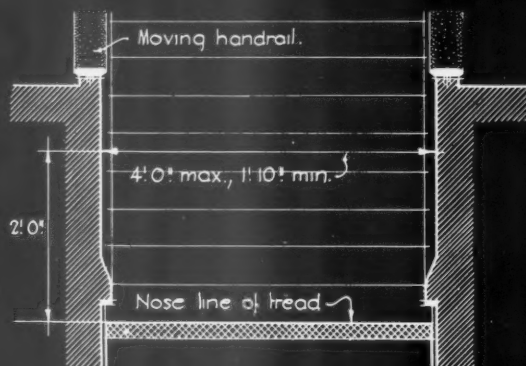 Moving handrail.
4'.0" max., 1'.10" min.
2'.0"
Nose line of tread